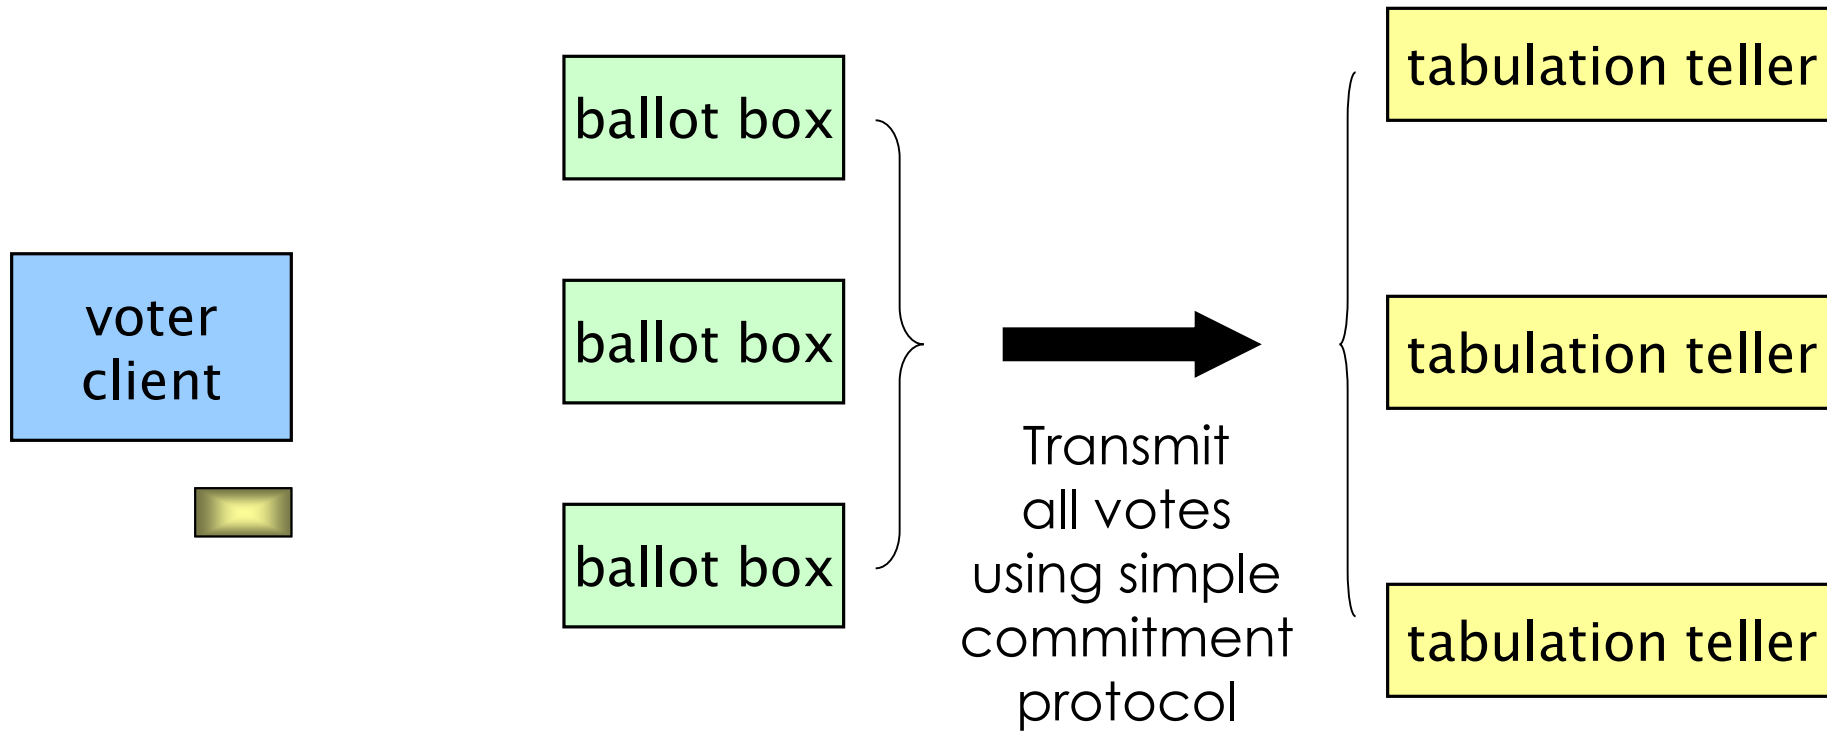 voter
client
ballot box
ballot box
ballot box
Transmit
all votes
using simple
commitment
protocol
tabulation teller
tabulation teller
tabulation teller